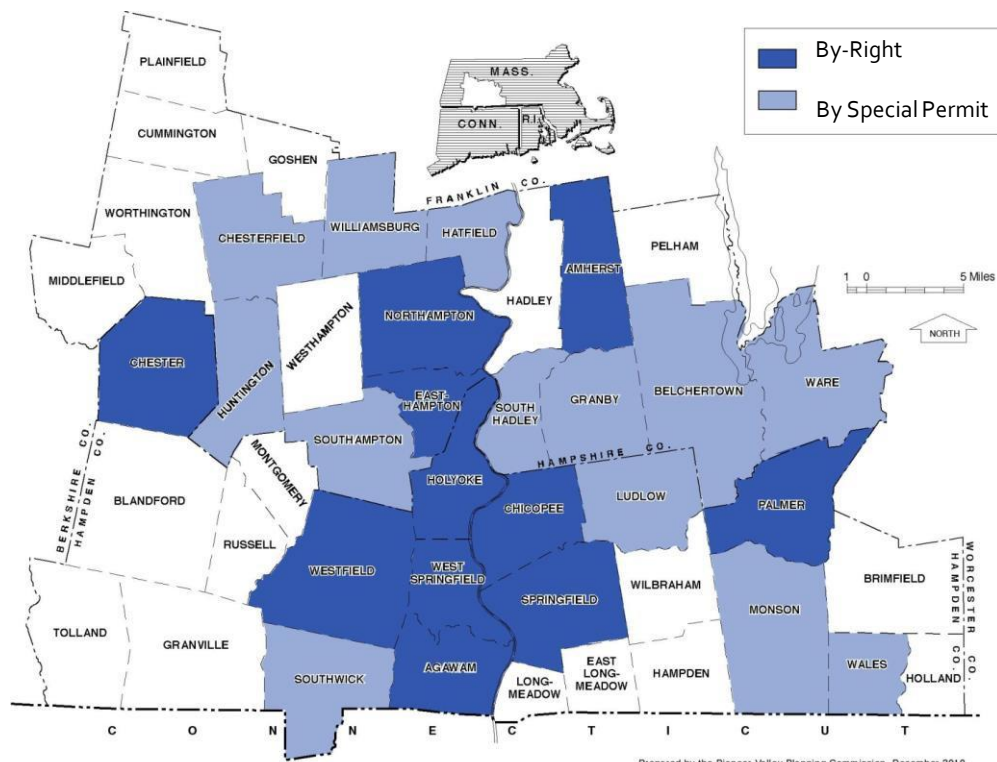 By-Right
By Special Permit
MASS.
CONN.
R.I.
PLAINFIELD
CUMMINGTON
GOSHEN
WORTHINGTON
CHESTERFIELD
WILLIAMSBURG
HATFIELD
FRANKLIN CO.
MIDDLEFIELD
AMHERST
PELHAM
HADLEY
1 0 5 Miles
NORTH
CHESTER
HUNTINGTON
WESTHAMPTON
NORTHAMPTON
EAST-
HAMPTON
SOUTH
HADLEY
GRANBY
BELCHERTOWN
WARE
SOUTHAMPTON
HAMPSHIRE CO.
BERKSHIRE CO.
HAMPDEN CO.
BLANDFORD
MONTGOMERY
RUSSELL
HOLYOKE
CHICOPEE
LUDLOW
PALMER
WESTFIELD
WEST
SPRINGFIELD
SPRINGFIELD
WILBRAHAM
MONSON
BRIMFIELD
HAMPDEN CO.
WORCESTER CO.
TOLLAND
GRANVILLE
SOUTHWICK
AGAWAM
LONG-
MEADOW
EAST
LONG-
MEADOW
HAMPDEN
WALES
HOLLAND
C O N N E C T I C U T